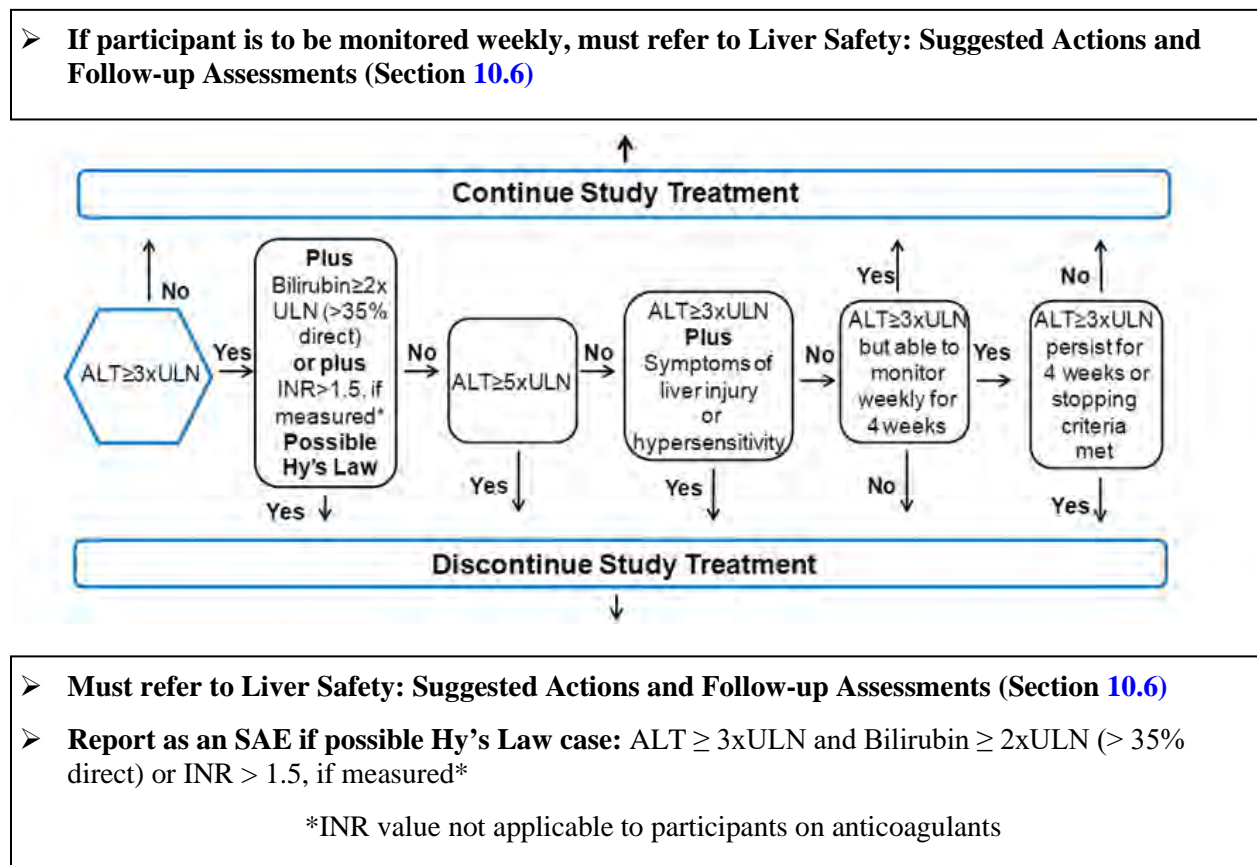 ➢ If participant is to be monitored weekly, must refer to Liver Safety: Suggested Actions and
Follow-up Assessments (Section 10.6)
Continue Study Treatment
No
ALT≥3xULN
Yes
Plus
Bilirubin≥2x
ULN (>35%
direct)
or plus
INR>1.5, if
measured*
Possible
Hy's Law
Yes
No
ALT≥5xULN
Yes
No
ALT≥3xULN
Plus
Symptoms of
liver injury
or
hypersensitivity
Yes
No
Yes
ALT≥3xULN
but able to
monitor
weekly for
4 weeks
No
Yes
No
ALT≥3xULN
persist for
4 weeks or
stopping
criteria
met
Yes
Discontinue Study Treatment
➢ Must refer to Liver Safety: Suggested Actions and Follow-up Assessments (Section 10.6)
➢ Report as an SAE if possible Hy's Law case: ALT ≥ 3xULN and Bilirubin ≥ 2xULN (> 35%
direct) or INR > 1.5, if measured*
*INR value not applicable to participants on anticoagulants